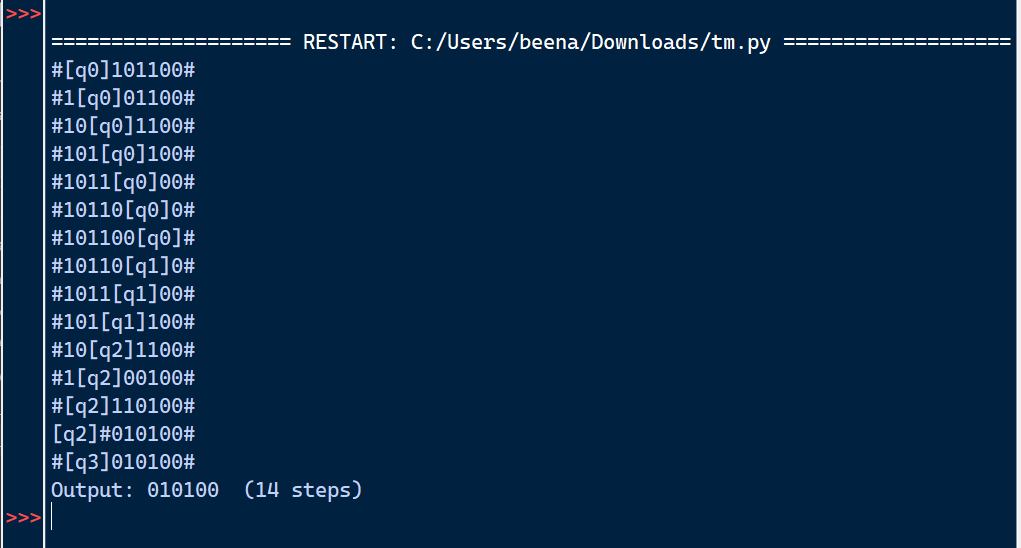 >>>
==================== RESTART: C:/Users/beena/Downloads/tm.py ===================
#[q0]101100#
#1[q0]01100#
#10[q0]1100#
#101[q0]100#
#1011[q0]00#
#10110[q0]0#
#101100[q0]#
#10110[q1]0#
#1011[q1]00#
#101[q1]100#
#10[q2]1100#
#1[q2]00100#
#[q2]110100#
[q2]#010100#
#[q3]010100#
Output: 010100  (14 steps)
>>>